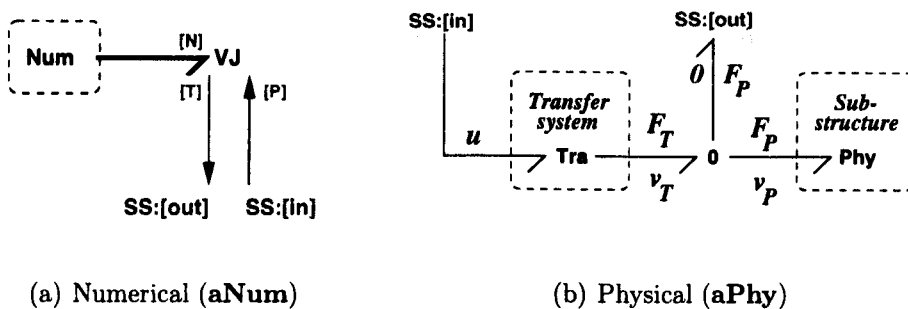 Num
[N]
VJ
[T]
[P]
SS:[out]
SS:[in]
(a) Numerical (aNum)
SS:[in]
SS:[out]
0
F_P
Transfer
system
Sub-
structure
u
Tra
F_T
v_T
0
F_P
v_P
Phy
(b) Physical (aPhy)